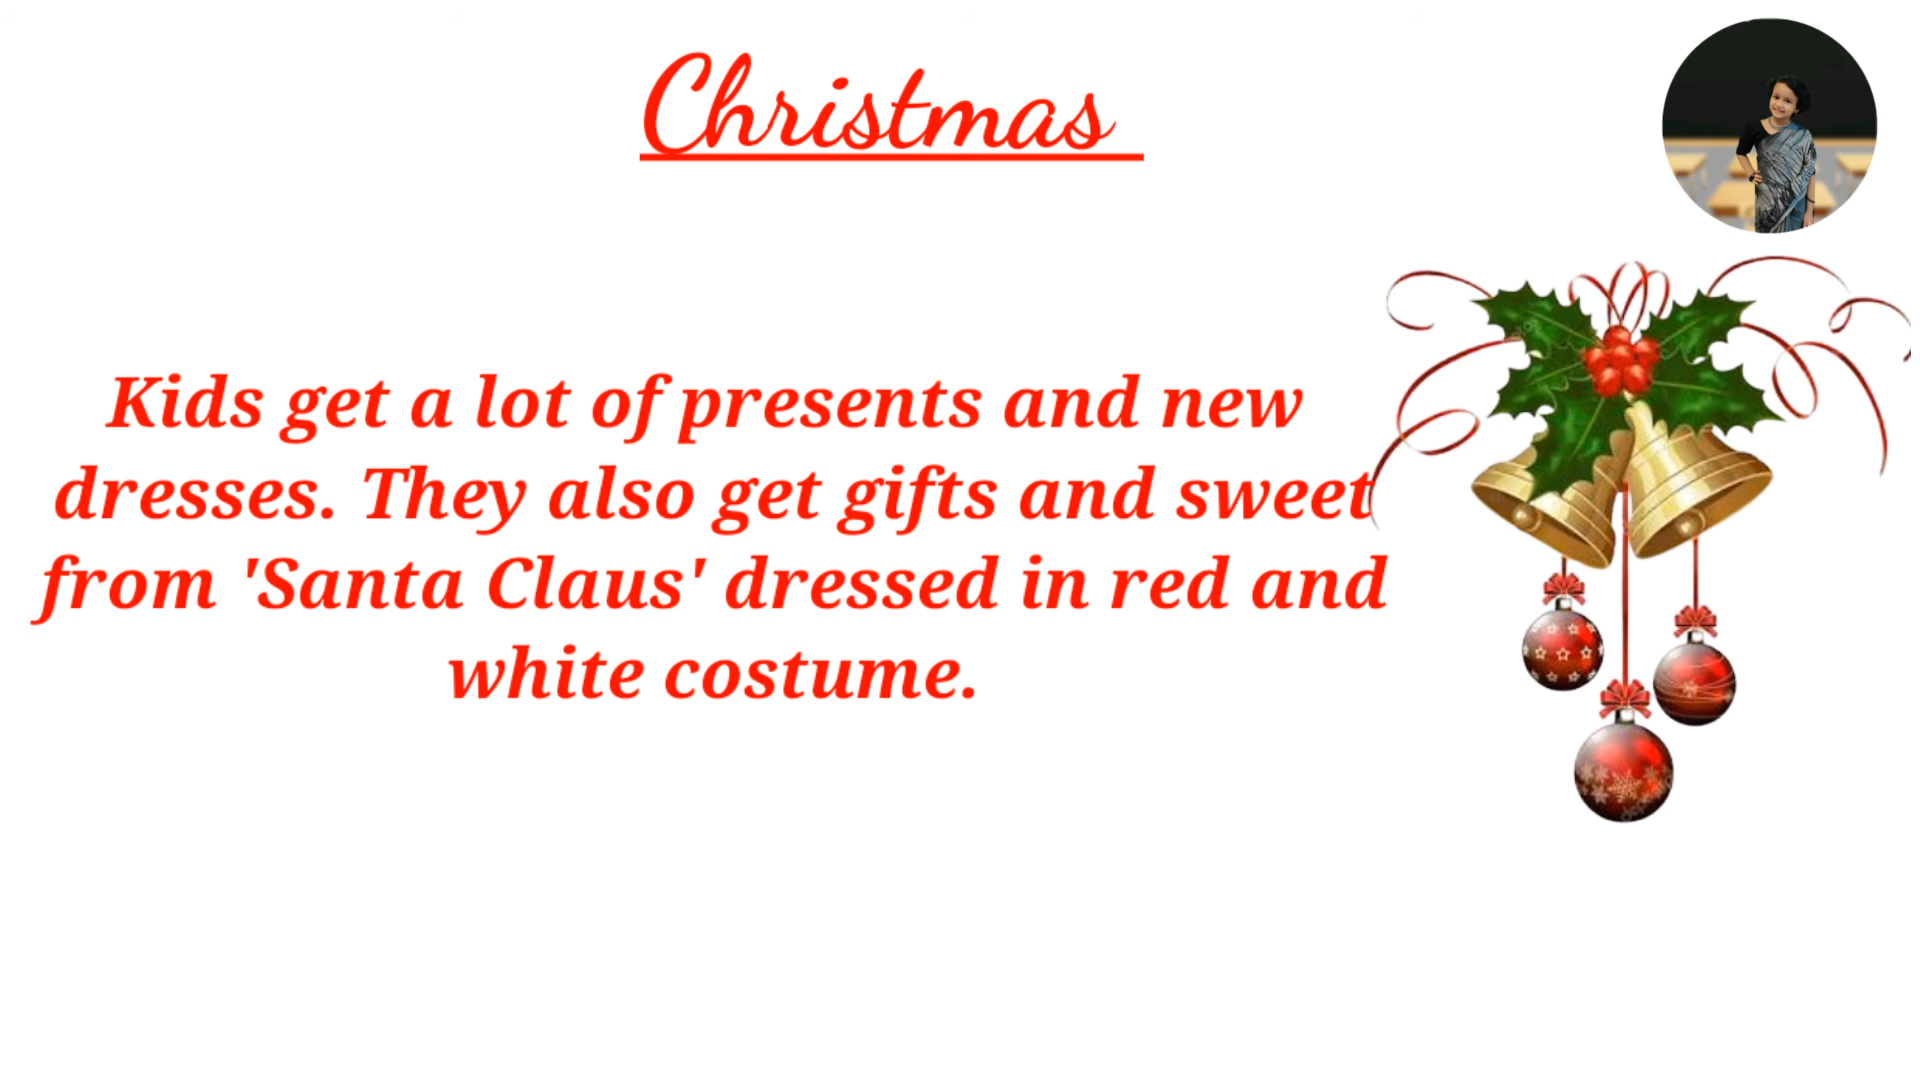 Christmas
Kids get a lot of presents and new
dresses. They also get gifts and sweet
from 'Santa Claus' dressed in red and
white costume.